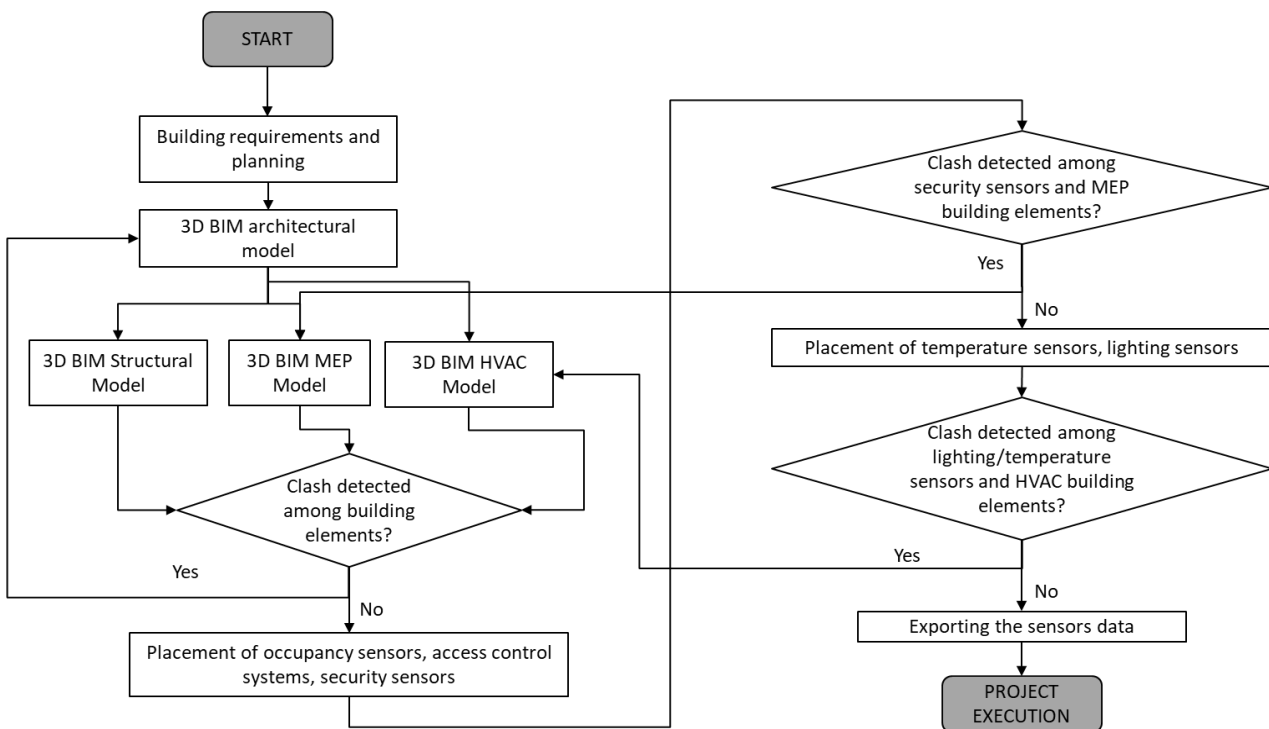 START
Building requirements and
planning
3D BIM architectural
model
3D BIM Structural
Model
3D BIM MEP
Model
3D BIM HVAC
Model
Clash detected
among building
elements?
Yes
No
Placement of occupancy sensors, access control
systems, security sensors
Clash detected among
security sensors and MEP
building elements?
Yes
No
Placement of temperature sensors, lighting sensors
Clash detected among
lighting/temperature
sensors and HVAC building
elements?
Yes
No
Exporting the sensors data
PROJECT
EXECUTION